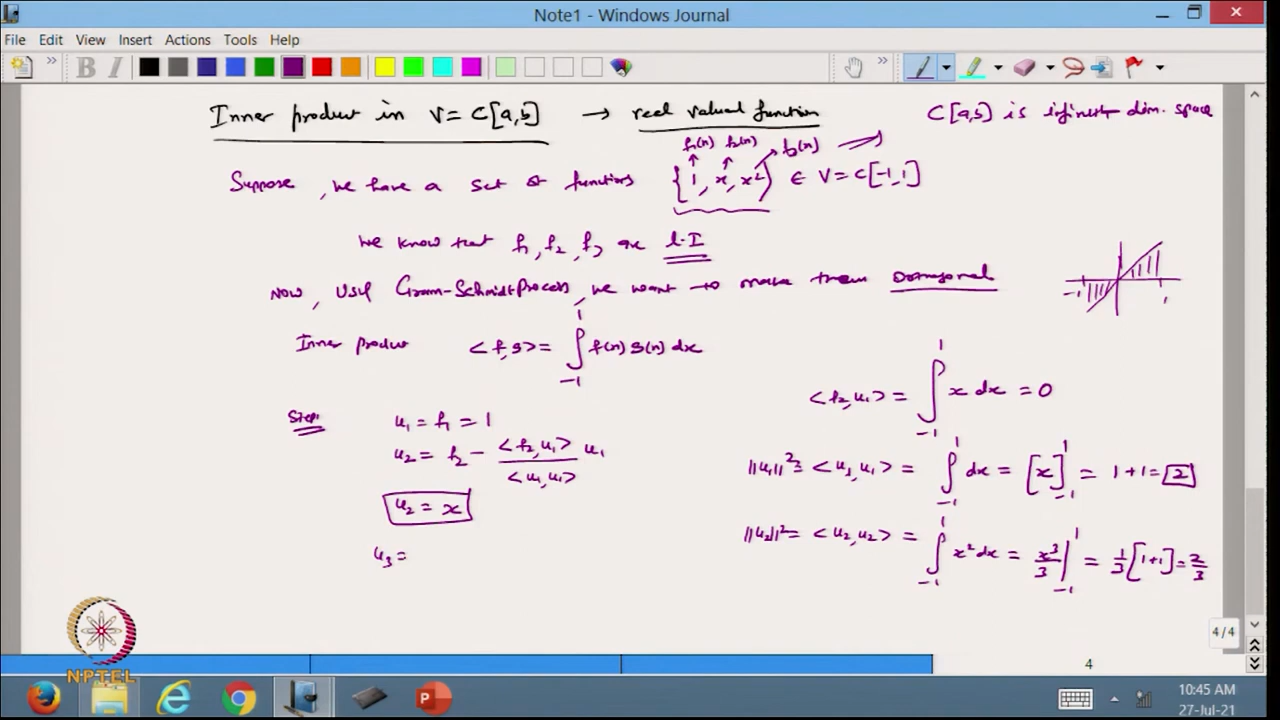 Note1 - Windows Journal
File Edit View Insert Actions Tools Help
Inner product in V = C[a,b] → real valued function
C[a,b] is infinite dim. space
f₁(x) f₂(x) f₃(x)
Suppose, we have a set of functions {1, x, x²} ∈ V = C[-1,1]
We know that f₁, f₂, f₃ are L.I
Now, Using Gram-Schmidt Process, we want to make them Orthogonal
-1 1
Inner product <f,g> = ∫₋₁¹ f(x) g(x) dx
<f₂,u₁> = ∫₋₁¹ x dx = 0
Step:
u₁ = f₁ = 1
u₂ = f₂ - <f₂,u₁>/<u₁,u₁> u₁
||u₁||² = <u₁,u₁> = ∫₋₁¹ dx = [x]₋₁¹ = 1+1 = 2
u₂ = x
||u₂||² = <u₂,u₂> = ∫₋₁¹ x² dx = x³/3 |₋₁¹ = 1/3 [1+1] = 2/3
u₃ =
NPTEL
4/4
4
10:45 AM
27-Jul-21